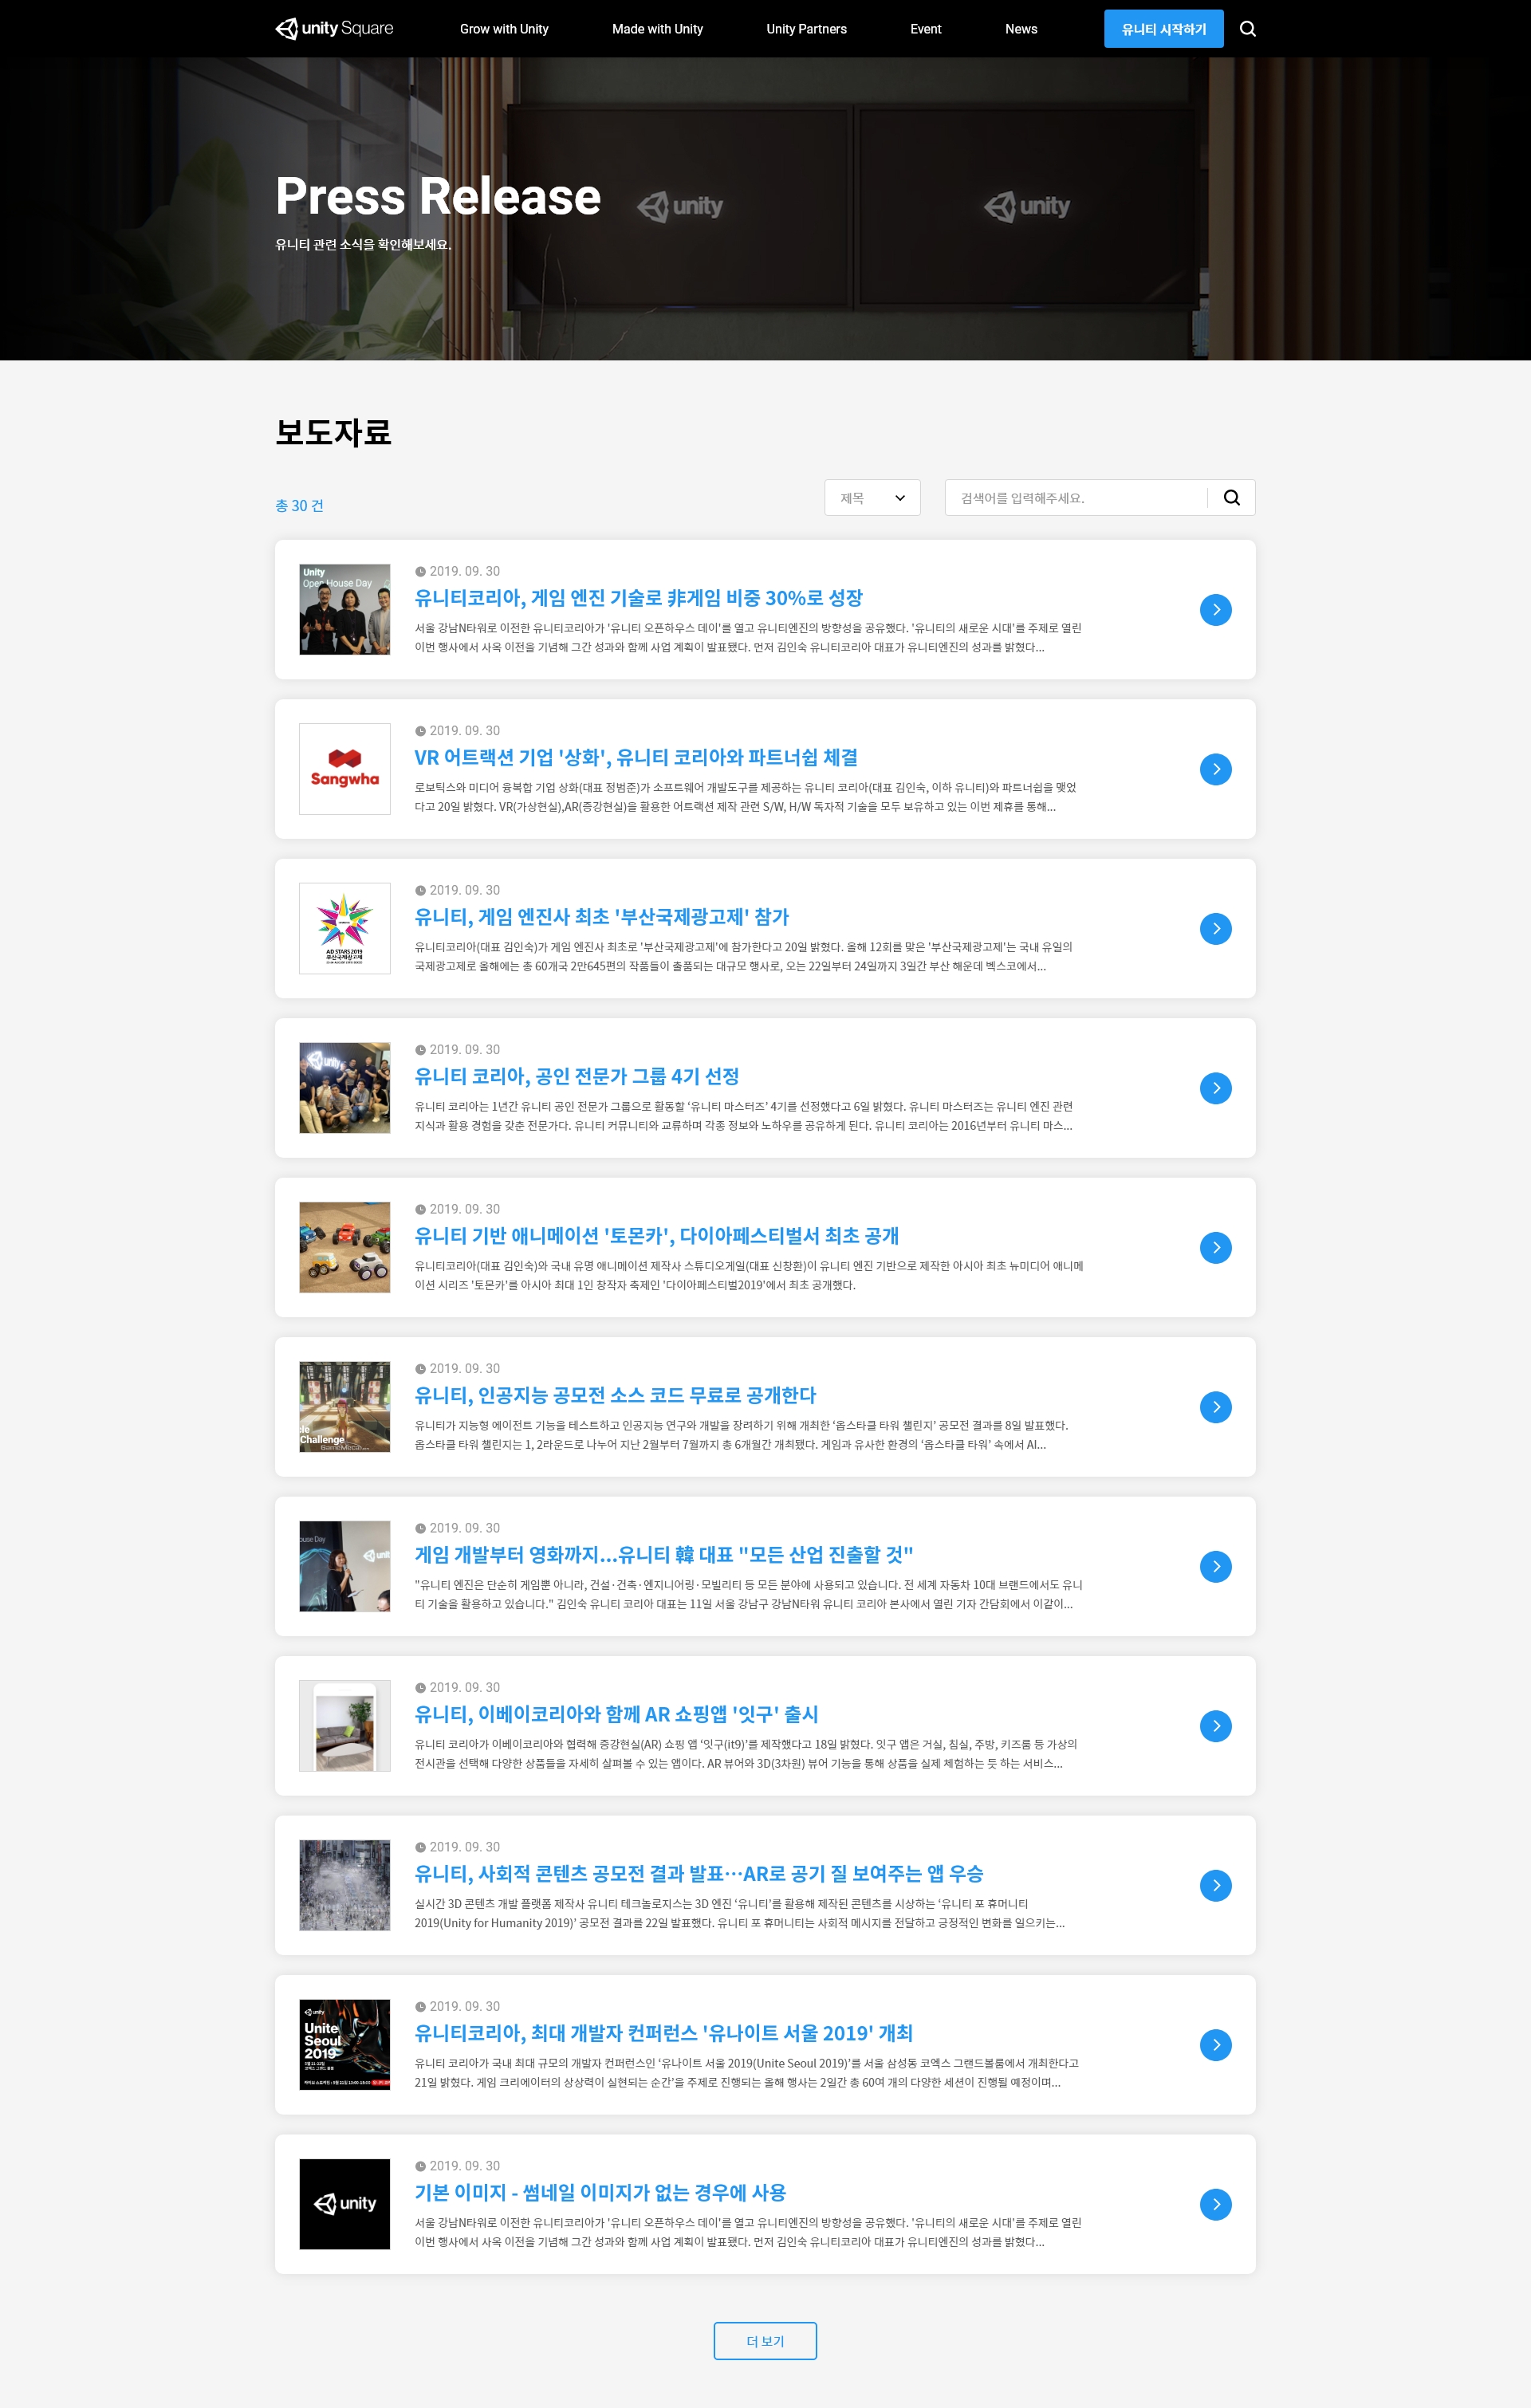 unity Square
Grow with Unity
Made with Unity
Unity Partners
Event
News
유니티 시작하기
Press Release
유니티 관련 소식을 확인해보세요.
unity
unity
보도자료
총 30 건
제목
검색어를 입력해주세요.
Unity
Open House Day
2019. 09. 30
유니티코리아, 게임 엔진 기술로 非게임 비중 30%로 성장
서울 강남N타워로 이전한 유니티코리아가 '유니티 오픈하우스 데이'를 열고 유니티엔진의 방향성을 공유했다. '유니티의 새로운 시대'를 주제로 열린
이번 행사에서 사옥 이전을 기념해 그간 성과와 함께 사업 계획이 발표됐다. 먼저 김인숙 유니티코리아 대표가 유니티엔진의 성과를 밝혔다...
Sangwha
2019. 09. 30
VR 어트랙션 기업 '상화', 유니티 코리아와 파트너쉽 체결
로보틱스와 미디어 융복합 기업 상화(대표 정범준)가 소프트웨어 개발도구를 제공하는 유니티 코리아(대표 김인숙, 이하 유니티)와 파트너쉽을 맺었
다고 20일 밝혔다. VR(가상현실),AR(증강현실)을 활용한 어트랙션 제작 관련 S/W, H/W 독자적 기술을 모두 보유하고 있는 이번 제휴를 통해...
AD STARS 2019
부산국제광고제
2019. 09. 30
유니티, 게임 엔진사 최초 '부산국제광고제' 참가
유니티코리아(대표 김인숙)가 게임 엔진사 최초로 '부산국제광고제'에 참가한다고 20일 밝혔다. 올해 12회를 맞은 '부산국제광고제'는 국내 유일의
국제광고제로 올해에는 총 60개국 2만645편의 작품들이 출품되는 대규모 행사로, 오는 22일부터 24일까지 3일간 부산 해운데 벡스코에서...
unity
2019. 09. 30
유니티 코리아, 공인 전문가 그룹 4기 선정
유니티 코리아는 1년간 유니티 공인 전문가 그룹으로 활동할 ‘유니티 마스터즈’ 4기를 선정했다고 6일 밝혔다. 유니티 마스터즈는 유니티 엔진 관련
지식과 활용 경험을 갖춘 전문가다. 유니티 커뮤니티와 교류하며 각종 정보와 노하우를 공유하게 된다. 유니티 코리아는 2016년부터 유니티 마스...
2019. 09. 30
유니티 기반 애니메이션 '토몬카', 다이아페스티벌서 최초 공개
유니티코리아(대표 김인숙)와 국내 유명 애니메이션 제작사 스튜디오게일(대표 신창환)이 유니티 엔진 기반으로 제작한 아시아 최초 뉴미디어 애니메
이션 시리즈 '토몬카'를 아시아 최대 1인 창작자 축제인 '다이아페스티벌2019'에서 최초 공개했다.
le
Challenge
2019. 09. 30
유니티, 인공지능 공모전 소스 코드 무료로 공개한다
유니티가 지능형 에이전트 기능을 테스트하고 인공지능 연구와 개발을 장려하기 위해 개최한 ‘옵스타클 타워 챌린지’ 공모전 결과를 8일 발표했다.
옵스타클 타워 챌린지는 1, 2라운드로 나누어 지난 2월부터 7월까지 총 6개월간 개최됐다. 게임과 유사한 환경의 ‘옵스타클 타워’ 속에서 AI...
ouse Day
unit
2019. 09. 30
게임 개발부터 영화까지...유니티 韓 대표 "모든 산업 진출할 것"
"유니티 엔진은 단순히 게임뿐 아니라, 건설·건축·엔지니어링·모빌리티 등 모든 분야에 사용되고 있습니다. 전 세계 자동차 10대 브랜드에서도 유니
티 기술을 활용하고 있습니다." 김인숙 유니티 코리아 대표는 11일 서울 강남구 강남N타워 유니티 코리아 본사에서 열린 기자 간담회에서 이같이...
2019. 09. 30
유니티, 이베이코리아와 함께 AR 쇼핑앱 '잇구' 출시
유니티 코리아가 이베이코리아와 협력해 증강현실(AR) 쇼핑 앱 ‘잇구(it9)’를 제작했다고 18일 밝혔다. 잇구 앱은 거실, 침실, 주방, 키즈룸 등 가상의
전시관을 선택해 다양한 상품들을 자세히 살펴볼 수 있는 앱이다. AR 뷰어와 3D(3차원) 뷰어 기능을 통해 상품을 실제 체험하는 듯 하는 서비스...
2019. 09. 30
유니티, 사회적 콘텐츠 공모전 결과 발표…AR로 공기 질 보여주는 앱 우승
실시간 3D 콘텐츠 개발 플랫폼 제작사 유니티 테크놀로지스는 3D 엔진 ‘유니티’를 활용해 제작된 콘텐츠를 시상하는 ‘유니티 포 휴머니티
2019(Unity for Humanity 2019)’ 공모전 결과를 22일 발표했다. 유니티 포 휴머니티는 사회적 메시지를 전달하고 긍정적인 변화를 일으키는...
unity
Unite
Seoul
2019
2019. 09. 30
유니티코리아, 최대 개발자 컨퍼런스 '유나이트 서울 2019' 개최
유니티 코리아가 국내 최대 규모의 개발자 컨퍼런스인 ‘유나이트 서울 2019(Unite Seoul 2019)’를 서울 삼성동 코엑스 그랜드볼룸에서 개최한다고
21일 밝혔다. 게임 크리에이터의 상상력이 실현되는 순간’을 주제로 진행되는 올해 행사는 2일간 총 60여 개의 다양한 세션이 진행될 예정이며...
unity
2019. 09. 30
기본 이미지 - 썸네일 이미지가 없는 경우에 사용
서울 강남N타워로 이전한 유니티코리아가 '유니티 오픈하우스 데이'를 열고 유니티엔진의 방향성을 공유했다. '유니티의 새로운 시대'를 주제로 열린
이번 행사에서 사옥 이전을 기념해 그간 성과와 함께 사업 계획이 발표됐다. 먼저 김인숙 유니티코리아 대표가 유니티엔진의 성과를 밝혔다...
더 보기